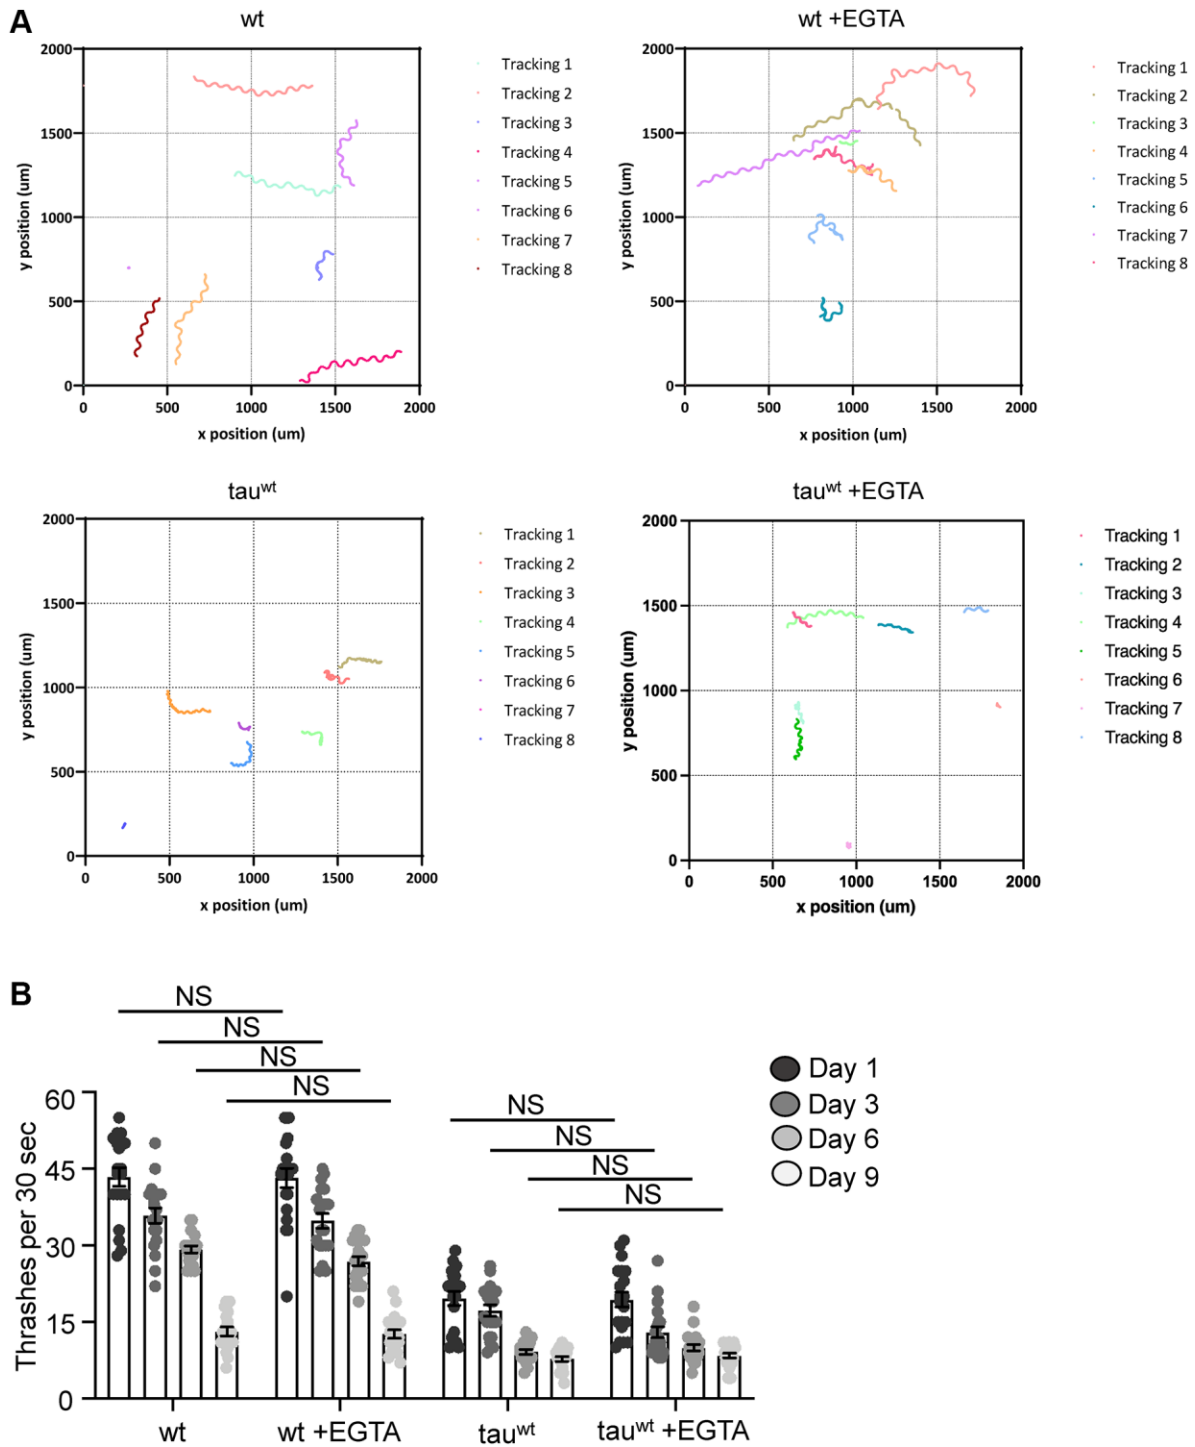 A
wt
2000
1500
1000
500
0
y position (um)
0 500 1000 1500 2000
x position (um)
Tracking 1
Tracking 2
Tracking 3
Tracking 4
Tracking 5
Tracking 6
Tracking 7
Tracking 8
wt +EGTA
2000
1500
1000
500
0
y position (um)
0 500 1000 1500 2000
x position (um)
Tracking 1
Tracking 2
Tracking 3
Tracking 4
Tracking 5
Tracking 6
Tracking 7
Tracking 8
tauwt
2000
1500
1000
500
0
y position (um)
0 500 1000 1500 2000
x position (um)
Tracking 1
Tracking 2
Tracking 3
Tracking 4
Tracking 5
Tracking 6
Tracking 7
Tracking 8
tauwt +EGTA
2000
1500
1000
500
0
y position (um)
0 500 1000 1500 2000
x position (um)
Tracking 1
Tracking 2
Tracking 3
Tracking 4
Tracking 5
Tracking 6
Tracking 7
Tracking 8
B
NS
NS
NS
NS
NS
NS
NS
NS
Day 1
Day 3
Day 6
Day 9
60
45
30
15
0
Thrashes per 30 sec
wt wt +EGTA tauwt tauwt +EGTA